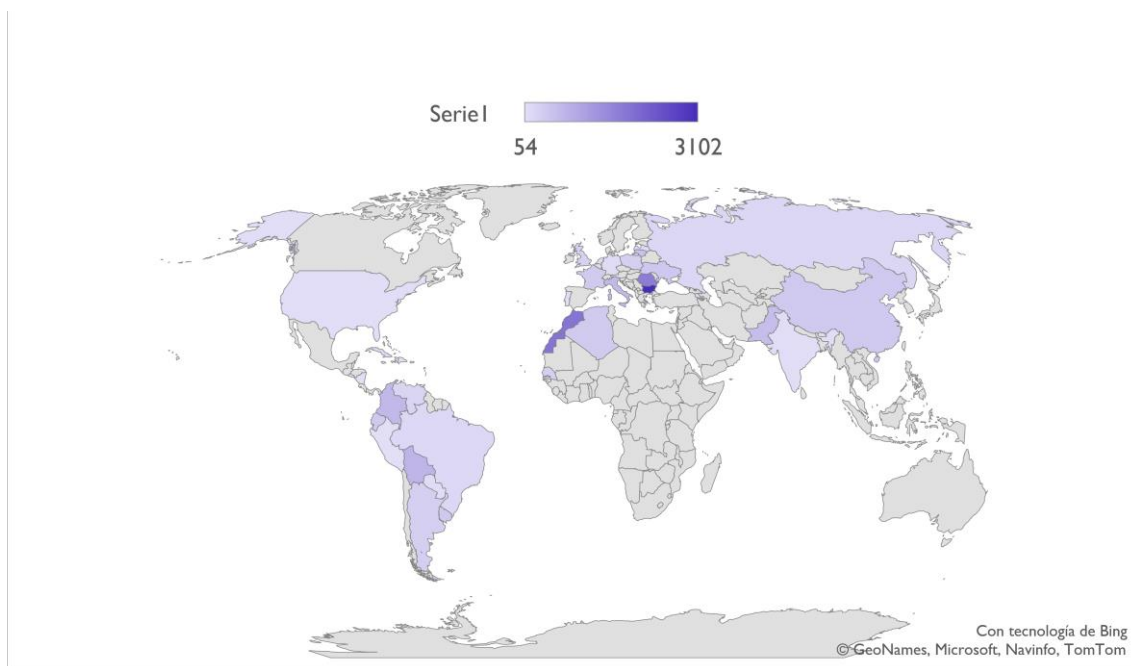 Serie1
54 3102
Con tecnología de Bing
© GeoNames, Microsoft, Navinfo, TomTom